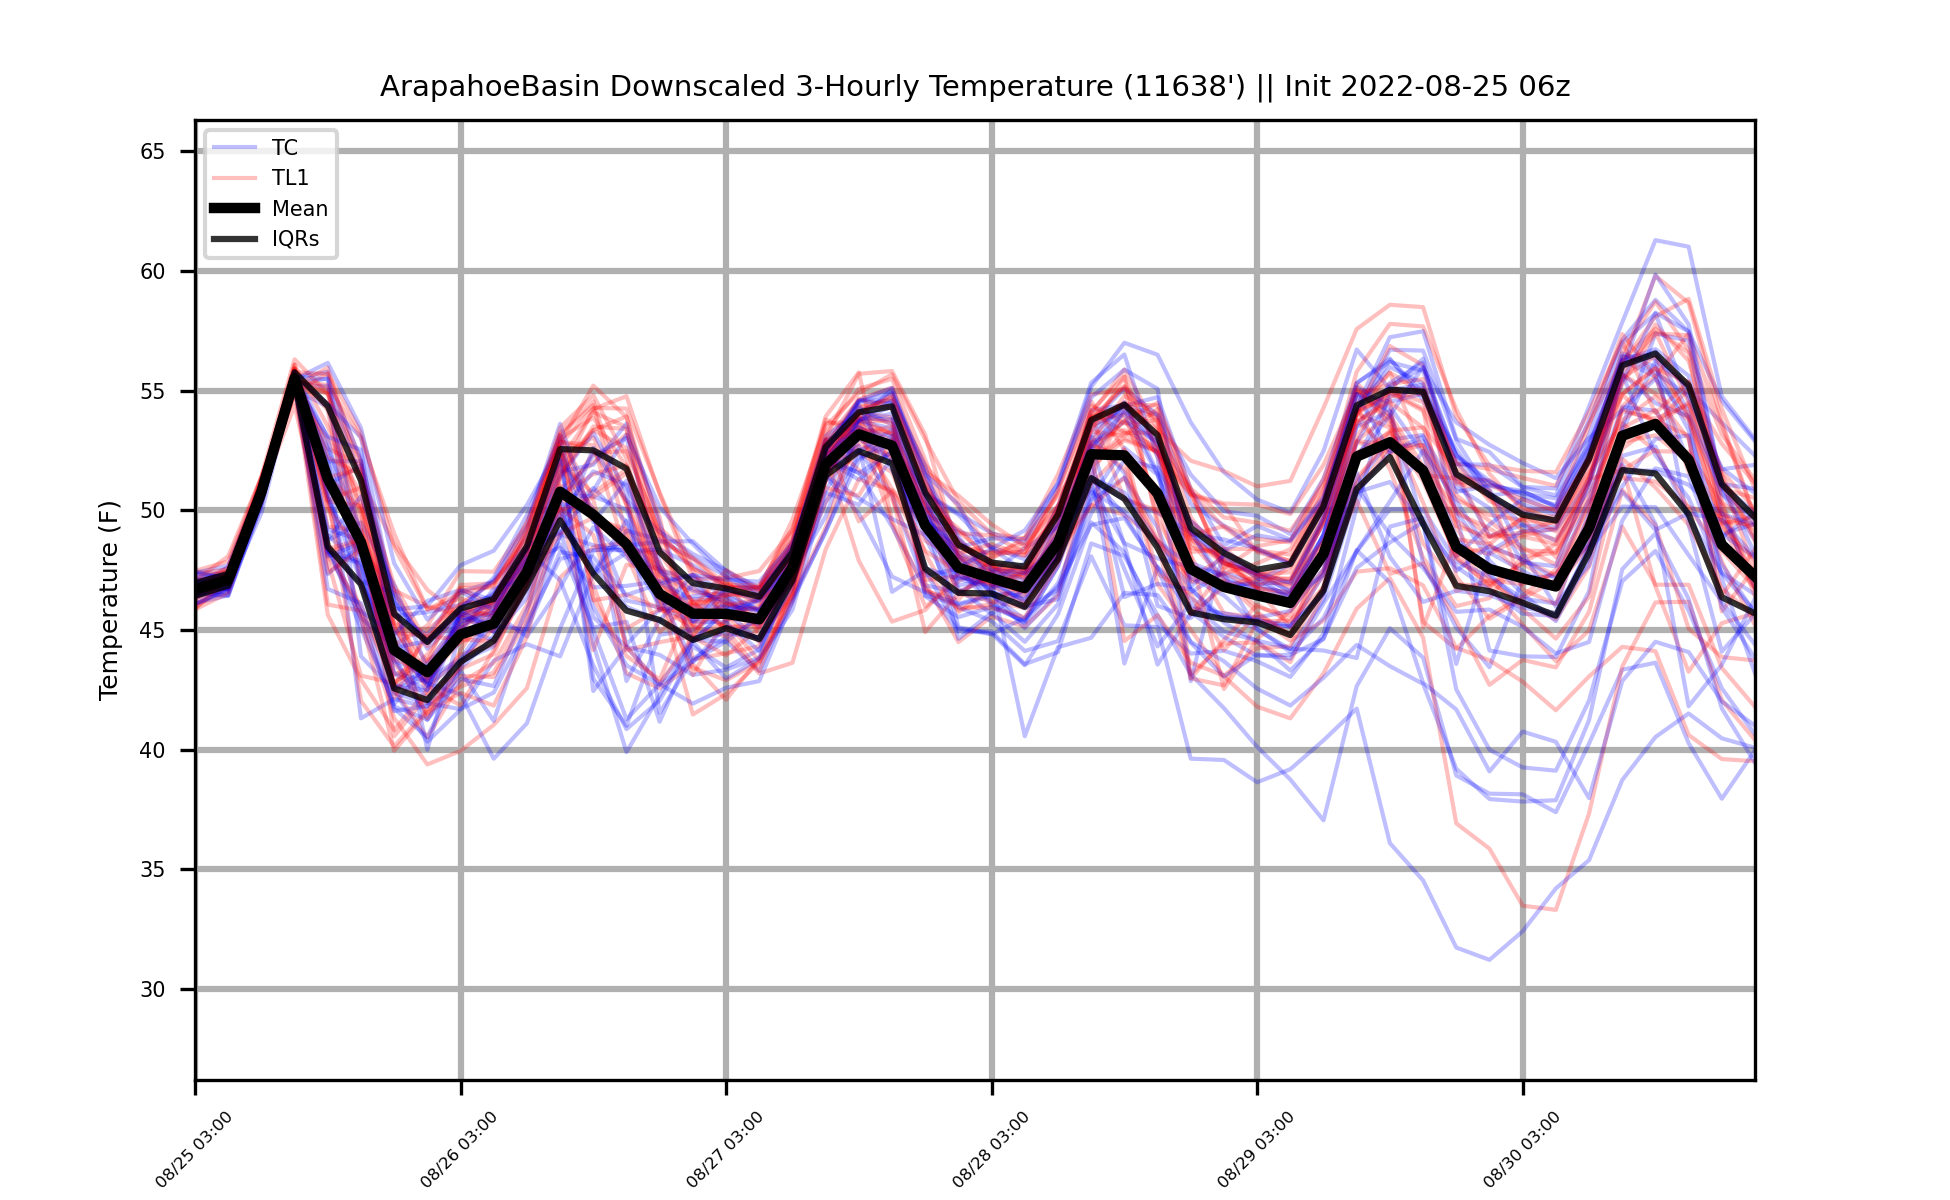 ArapahoeBasin Downscaled 3-Hourly Temperature (11638') || Init 2022-08-25 06z
TC
TL1
Mean
IQRs
Temperature (F)
65
60
55
50
45
40
35
30
08/25 03:00
08/26 03:00
08/27 03:00
08/28 03:00
08/29 03:00
08/30 03:00